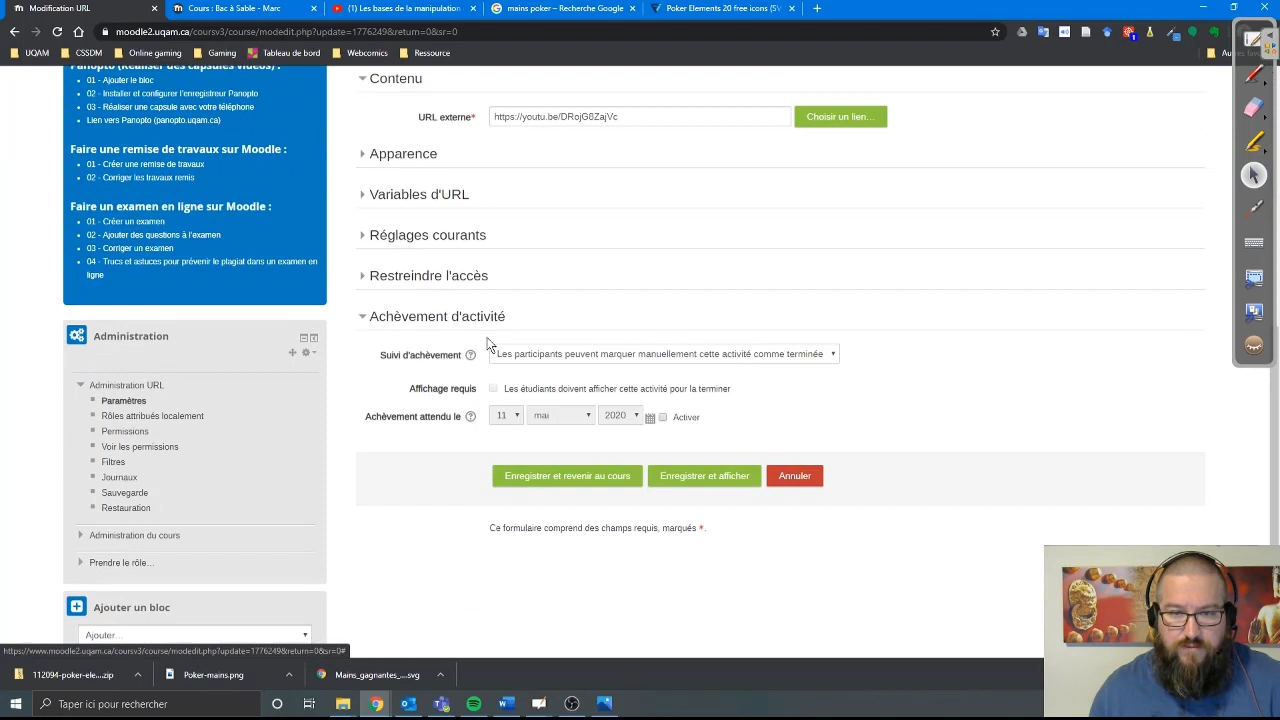 Modification URL
Cours : Bac à Sable - Marc
(1) Les bases de la manipulation
mains poker – Recherche Google
Poker Elements 20 free icons (SV
moodle2.uqam.ca/coursv3/course/modedit.php?update=1776249&return=0&sr=0
UQAM
CSSDM
Online gaming
Gaming
Tableau de bord
Webcomics
Ressource
Autres favoris
Panopto (Réaliser des capsules vidéos) :
01 - Ajouter le bloc
02 - Installer et configurer l'enregistreur Panopto
03 - Réaliser une capsule avec votre téléphone
Lien vers Panopto (panopto.uqam.ca)
Faire une remise de travaux sur Moodle :
01 - Créer une remise de travaux
02 - Corriger les travaux remis
Faire un examen en ligne sur Moodle :
01 - Créer un examen
02 - Ajouter des questions à l'examen
03 - Corriger un examen
04 - Trucs et astuces pour prévenir le plagiat dans un examen en
ligne
Administration
Administration URL
Paramètres
Rôles attribués localement
Permissions
Voir les permissions
Filtres
Journaux
Sauvegarde
Restauration
Administration du cours
Prendre le rôle…
Ajouter un bloc
Ajouter…
Contenu
URL externe*
https://youtu.be/DRojG8ZajVc
Choisir un lien…
Apparence
Variables d'URL
Réglages courants
Restreindre l'accès
Achèvement d'activité
Suivi d'achèvement
Les participants peuvent marquer manuellement cette activité comme terminée
Affichage requis
Les étudiants doivent afficher cette activité pour la terminer
Achèvement attendu le
11
mai
2020
Activer
Enregistrer et revenir au cours
Enregistrer et afficher
Annuler
Ce formulaire comprend des champs requis, marqués *.
https://www.moodle2.uqam.ca/coursv3/course/modedit.php?update=1776249&return=0&sr=0#
112094-poker-ele....zip
Poker-mains.png
Mains_gagnantes_....svg
Taper ici pour rechercher